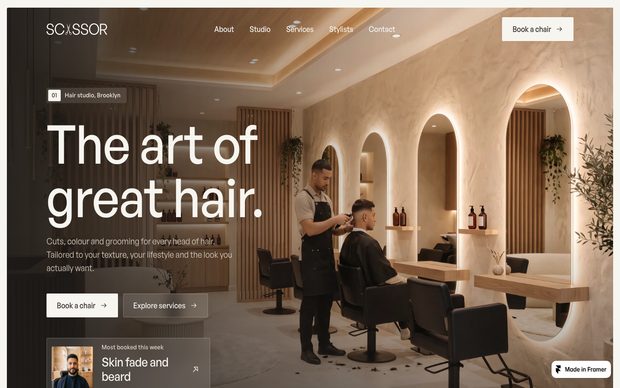 SCISSOR
About Studio Services Stylists Contact
Book a chair →
01 Hair studio, Brooklyn
The art of
great hair.
Cuts, colour and grooming for every head of hair.
Tailored to your texture, your lifestyle and the look you
actually want.
Book a chair → Explore services →
Most booked this week
Skin fade and
beard
Made in Framer